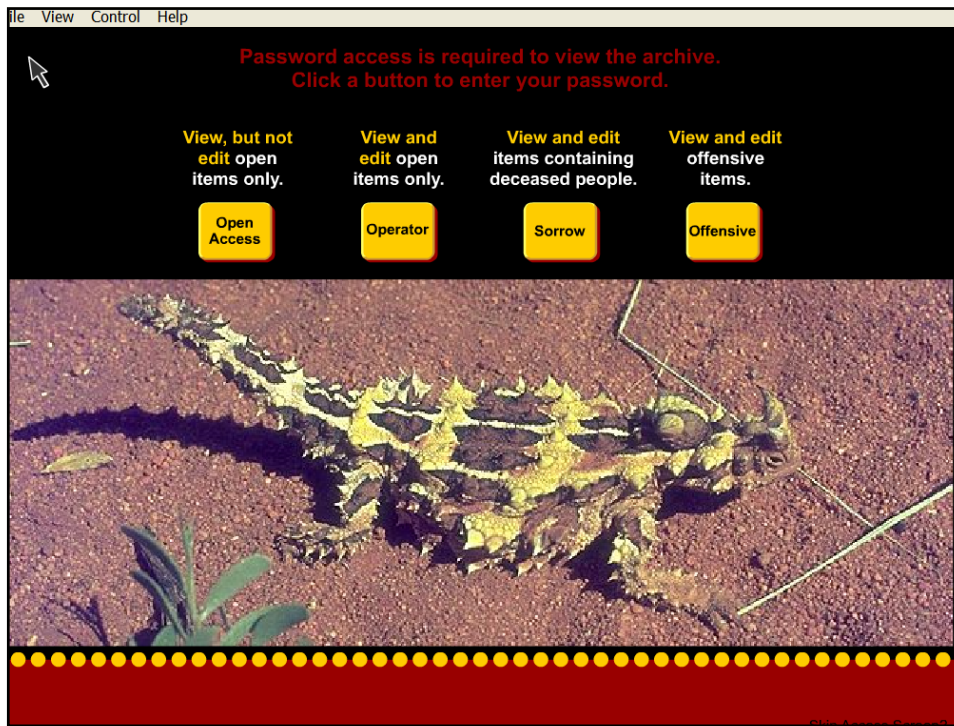 ile View Control Help
Password access is required to view the archive.
Click a button to enter your password.
View, but not
edit open
items only.
View and
edit open
items only.
View and edit
items containing
deceased people.
View and edit
offensive
items.
Open
Access
Operator
Sorrow
Offensive